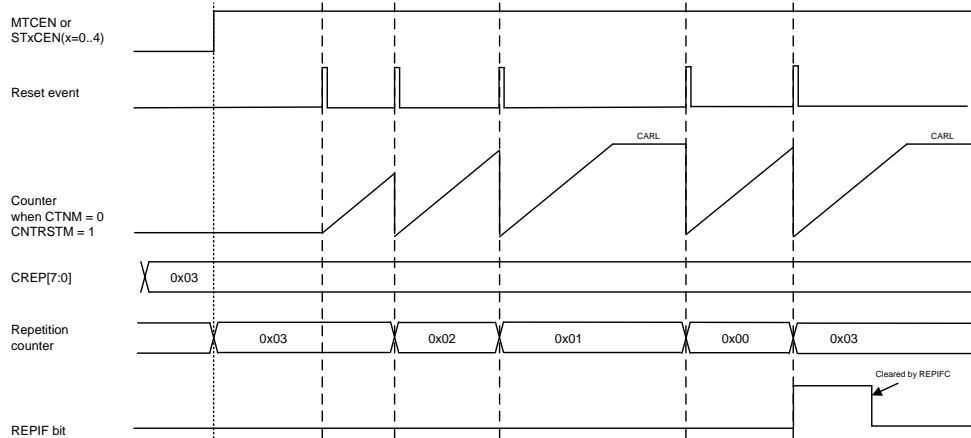 MTCEN or
STxCEN(x=0..4)
Reset event
CARL
CARL
Counter
when CTNM = 0
CNTRSTM = 1
CREP[7:0]
0x03
Repetition
counter
0x03
0x02
0x01
0x00
0x03
Cleared by REPIFC
REPIF bit